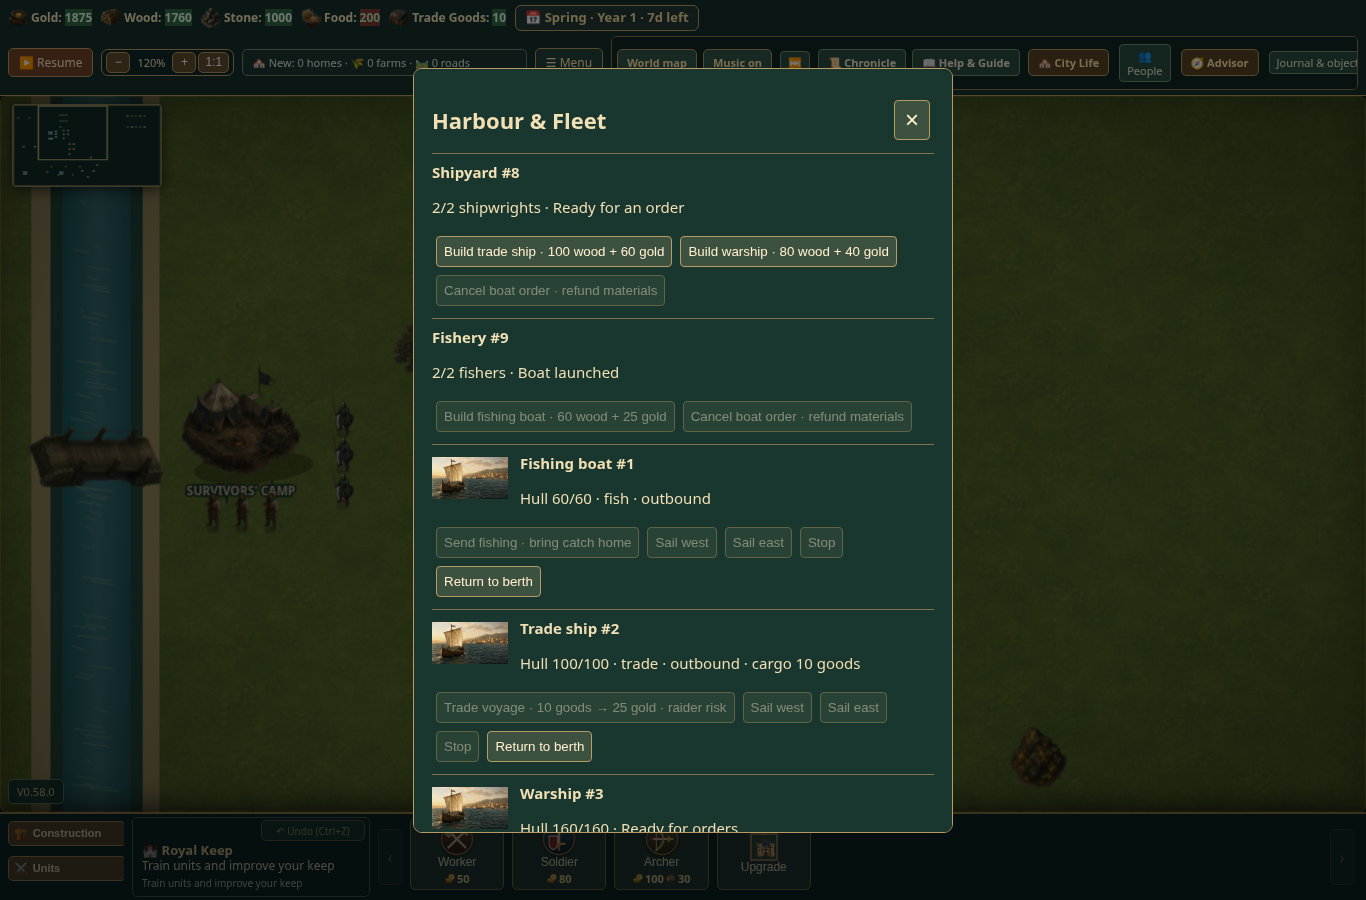 Gold: 1875 Wood: 1760 Stone: 1000 Food: 200 Trade Goods: 10 Spring · Year 1 · 7d left
Resume − 120% + 1:1 New: 0 homes · 0 farms · 0 roads ☰ Menu World map Music on Chronicle Help & Guide City Life People Advisor Journal & object
Harbour & Fleet ✕
Shipyard #8
2/2 shipwrights · Ready for an order
Build trade ship · 100 wood + 60 gold Build warship · 80 wood + 40 gold
Cancel boat order · refund materials
Fishery #9
2/2 fishers · Boat launched
Build fishing boat · 60 wood + 25 gold Cancel boat order · refund materials
Fishing boat #1
Hull 60/60 · fish · outbound
Send fishing · bring catch home Sail west Sail east Stop
Return to berth
Trade ship #2
Hull 100/100 · trade · outbound · cargo 10 goods
Trade voyage · 10 goods → 25 gold · raider risk Sail west Sail east
Stop Return to berth
Warship #3
Hull 160/160 · Ready for orders
SURVIVORS' CAMP
V0.58.0
Construction
Units
↶ Undo (Ctrl+Z)
Royal Keep
Train units and improve your keep
Train units and improve your keep
‹
Worker
50
Soldier
80
Archer
100 30
Upgrade
›